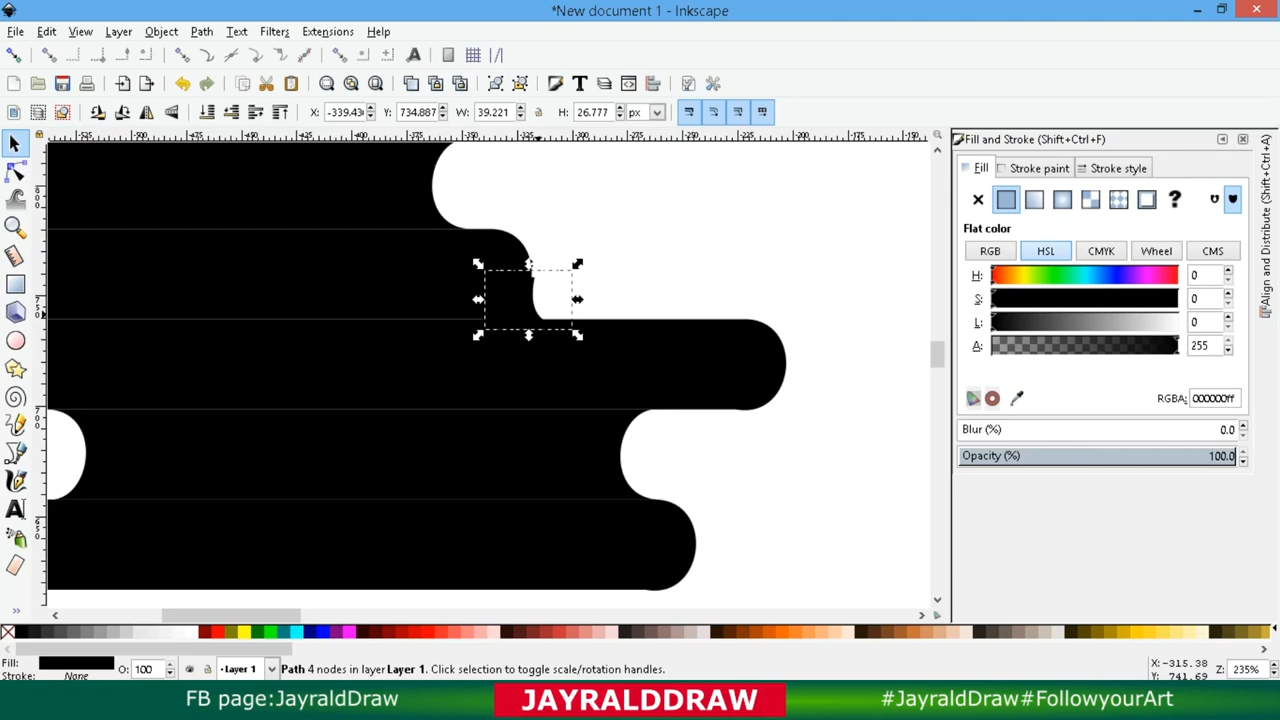 *New document 1 - Inkscape
File Edit View Layer Object Path Text Filters Extensions Help
X: -339.43 Y: 734.887 W: 39.221 H: 26.777 px
Fill and Stroke (Shift+Ctrl+F)
Fill Stroke paint Stroke style
Flat color
RGB HSL CMYK Wheel CMS
H: 0
S: 0
L: 0
A: 255
RGBA: 000000ff
Blur (%) 0.0
Opacity (%) 100.0
Align and Distribute (Shift+Ctrl+A)
Fill:
Stroke: None
O: 100
Layer 1
Path 4 nodes in layer Layer 1. Click selection to toggle scale/rotation handles.
X: -315.38
Y: 741.69
Z: 235%
FB page:JayraldDraw
JAYRALDDRAW
#JayraldDraw#FollowyourArt